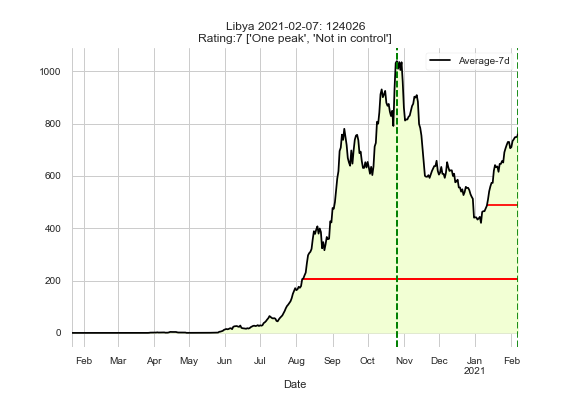 Libya 2021-02-07: 124026
Rating:7 ['One peak', 'Not in control']
Average-7d
1000
800
600
400
200
0
Feb Mar Apr May Jun Jul Aug Sep Oct Nov Dec Jan Feb
2021
Date